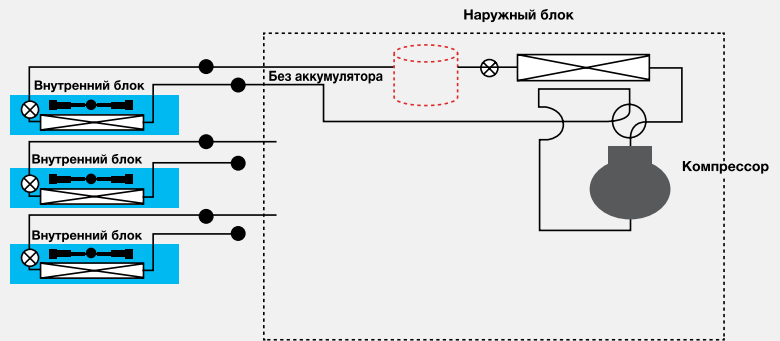 Наружный блок
Без аккумулятора
Внутренний блок
Внутренний блок
Компрессор
Внутренний блок